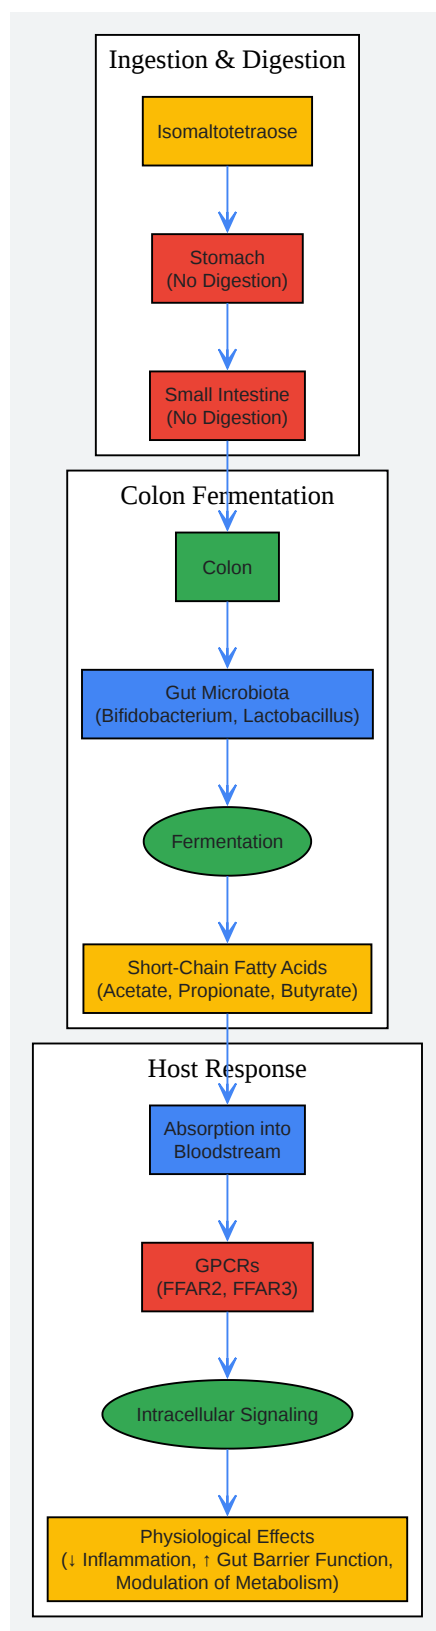 Ingestion & Digestion
Isomaltotetraose
Stomach
(No Digestion)
Small Intestine
(No Digestion)
Colon Fermentation
Colon
Gut Microbiota
(Bifidobacterium, Lactobacillus)
Fermentation
Short-Chain Fatty Acids
(Acetate, Propionate, Butyrate)
Host Response
Absorption into
Bloodstream
GPCRs
(FFAR2, FFAR3)
Intracellular Signaling
Physiological Effects
(↓ Inflammation, ↑ Gut Barrier Function,
Modulation of Metabolism)